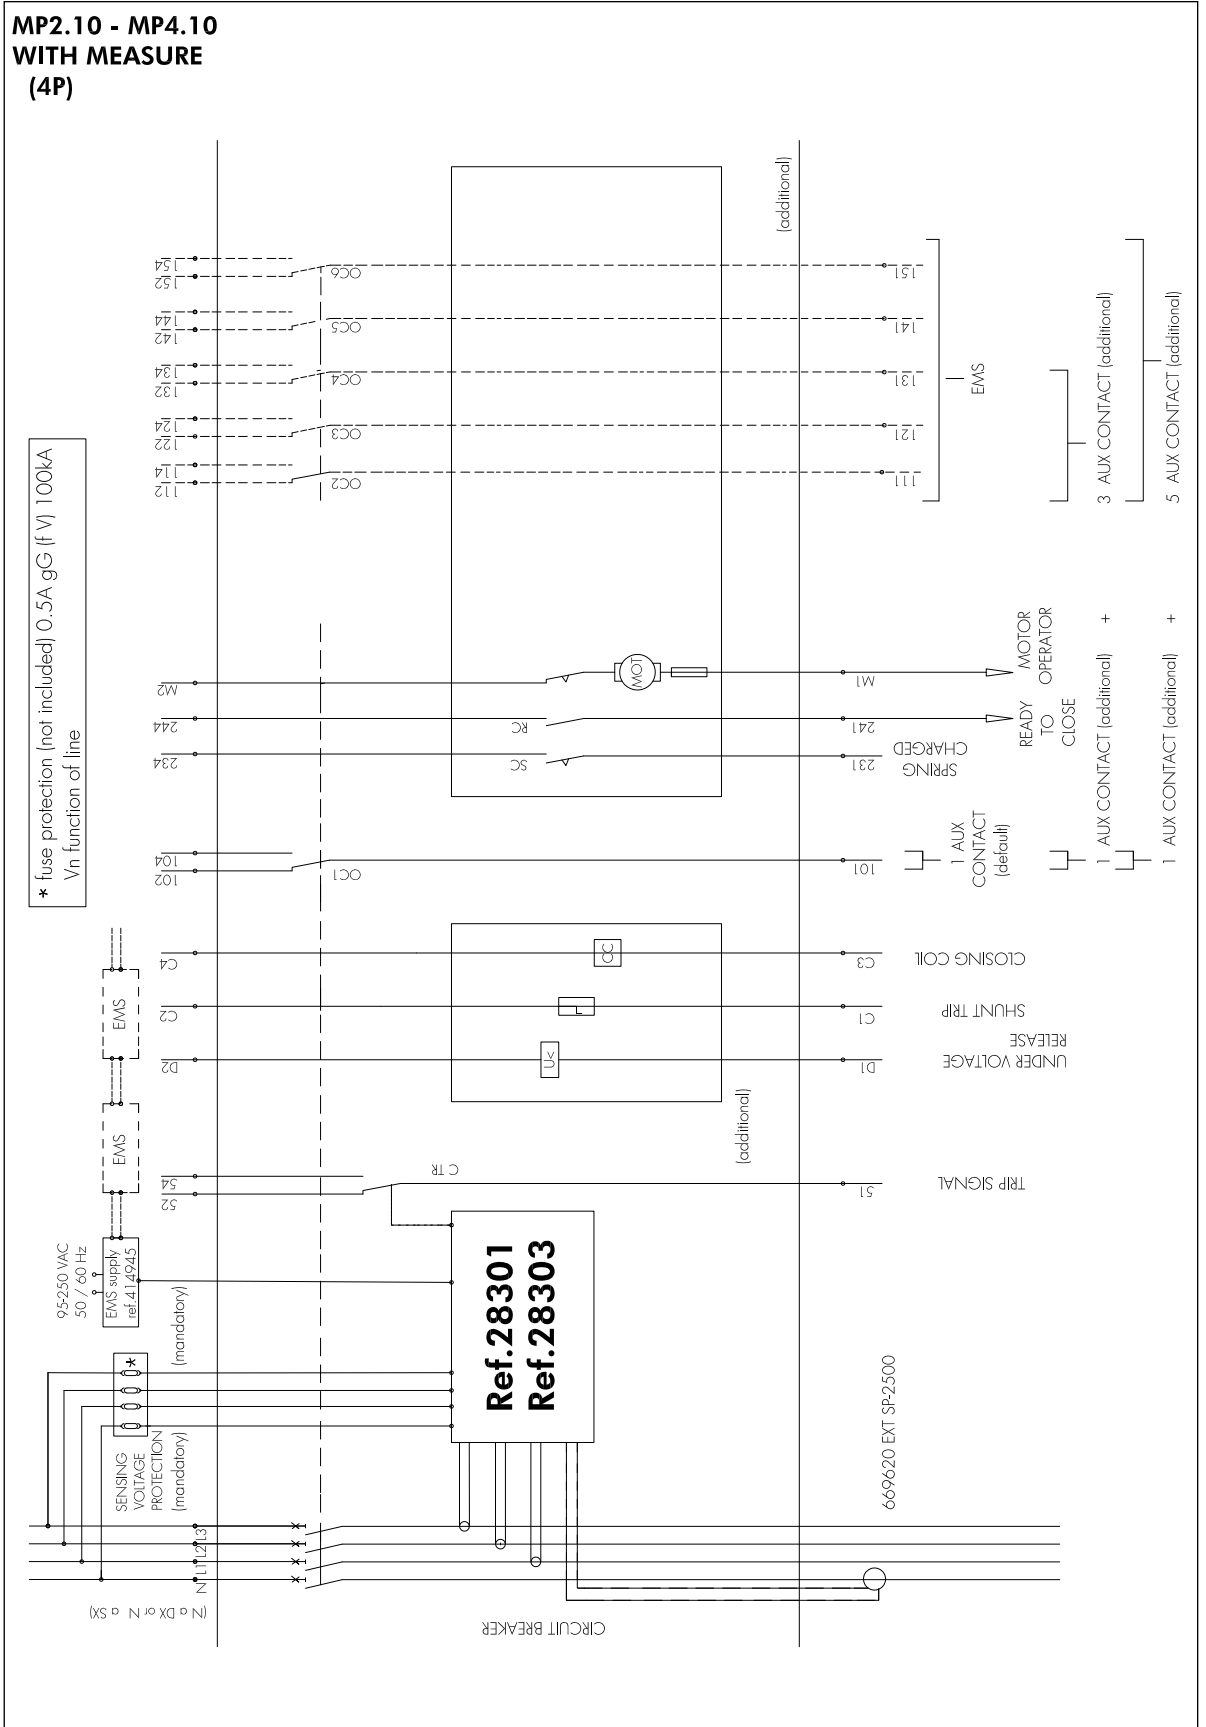 MP2.10 - MP4.10
WITH MEASURE
(4P)
* fuse protection (not included) 0.5A gG (f V) 100kA
Vn function of line
(additional)
154
152
OC6
151
144
142
OC5
141
134
132
OC4
131
124
122
OC3
121
114
112
OC2
111
EMS
3 AUX CONTACT (additional)
5 AUX CONTACT (additional)
M2
MOT
M1
MOTOR
OPERATOR
244
RC
241
READY
TO
CLOSE
234
SC
231
SPRING
CHARGED
1 AUX CONTACT (additional) +
1 AUX CONTACT (additional) +
104
102
OC1
101
1 AUX
CONTACT
(default)
C4
CC
C3
CLOSING COIL
C2
C1
SHUNT TRIP
D2
U<
D1
UNDER VOLTAGE
RELEASE
(additional)
EMS
EMS
54
52
C TR
51
TRIP SIGNAL
95-250 VAC
50 / 60 Hz
EMS supply
ref.414945
(mandatory)
Ref.28301
Ref.28303
*
SENSING
VOLTAGE
PROTECTION
(mandatory)
669620 EXT SP-2500
N L1 L2 L3
(N a DX or N a SX)
CIRCUIT BREAKER